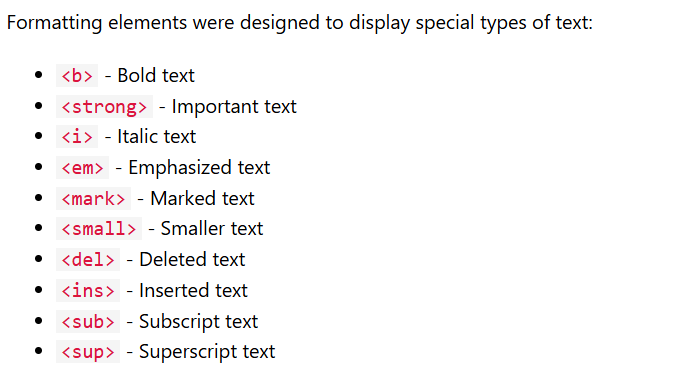 Formatting elements were designed to display special types of text:
• <b> - Bold text
• <strong> - Important text
• <i> - Italic text
• <em> - Emphasized text
• <mark> - Marked text
• <small> - Smaller text
• <del> - Deleted text
• <ins> - Inserted text
• <sub> - Subscript text
• <sup> - Superscript text